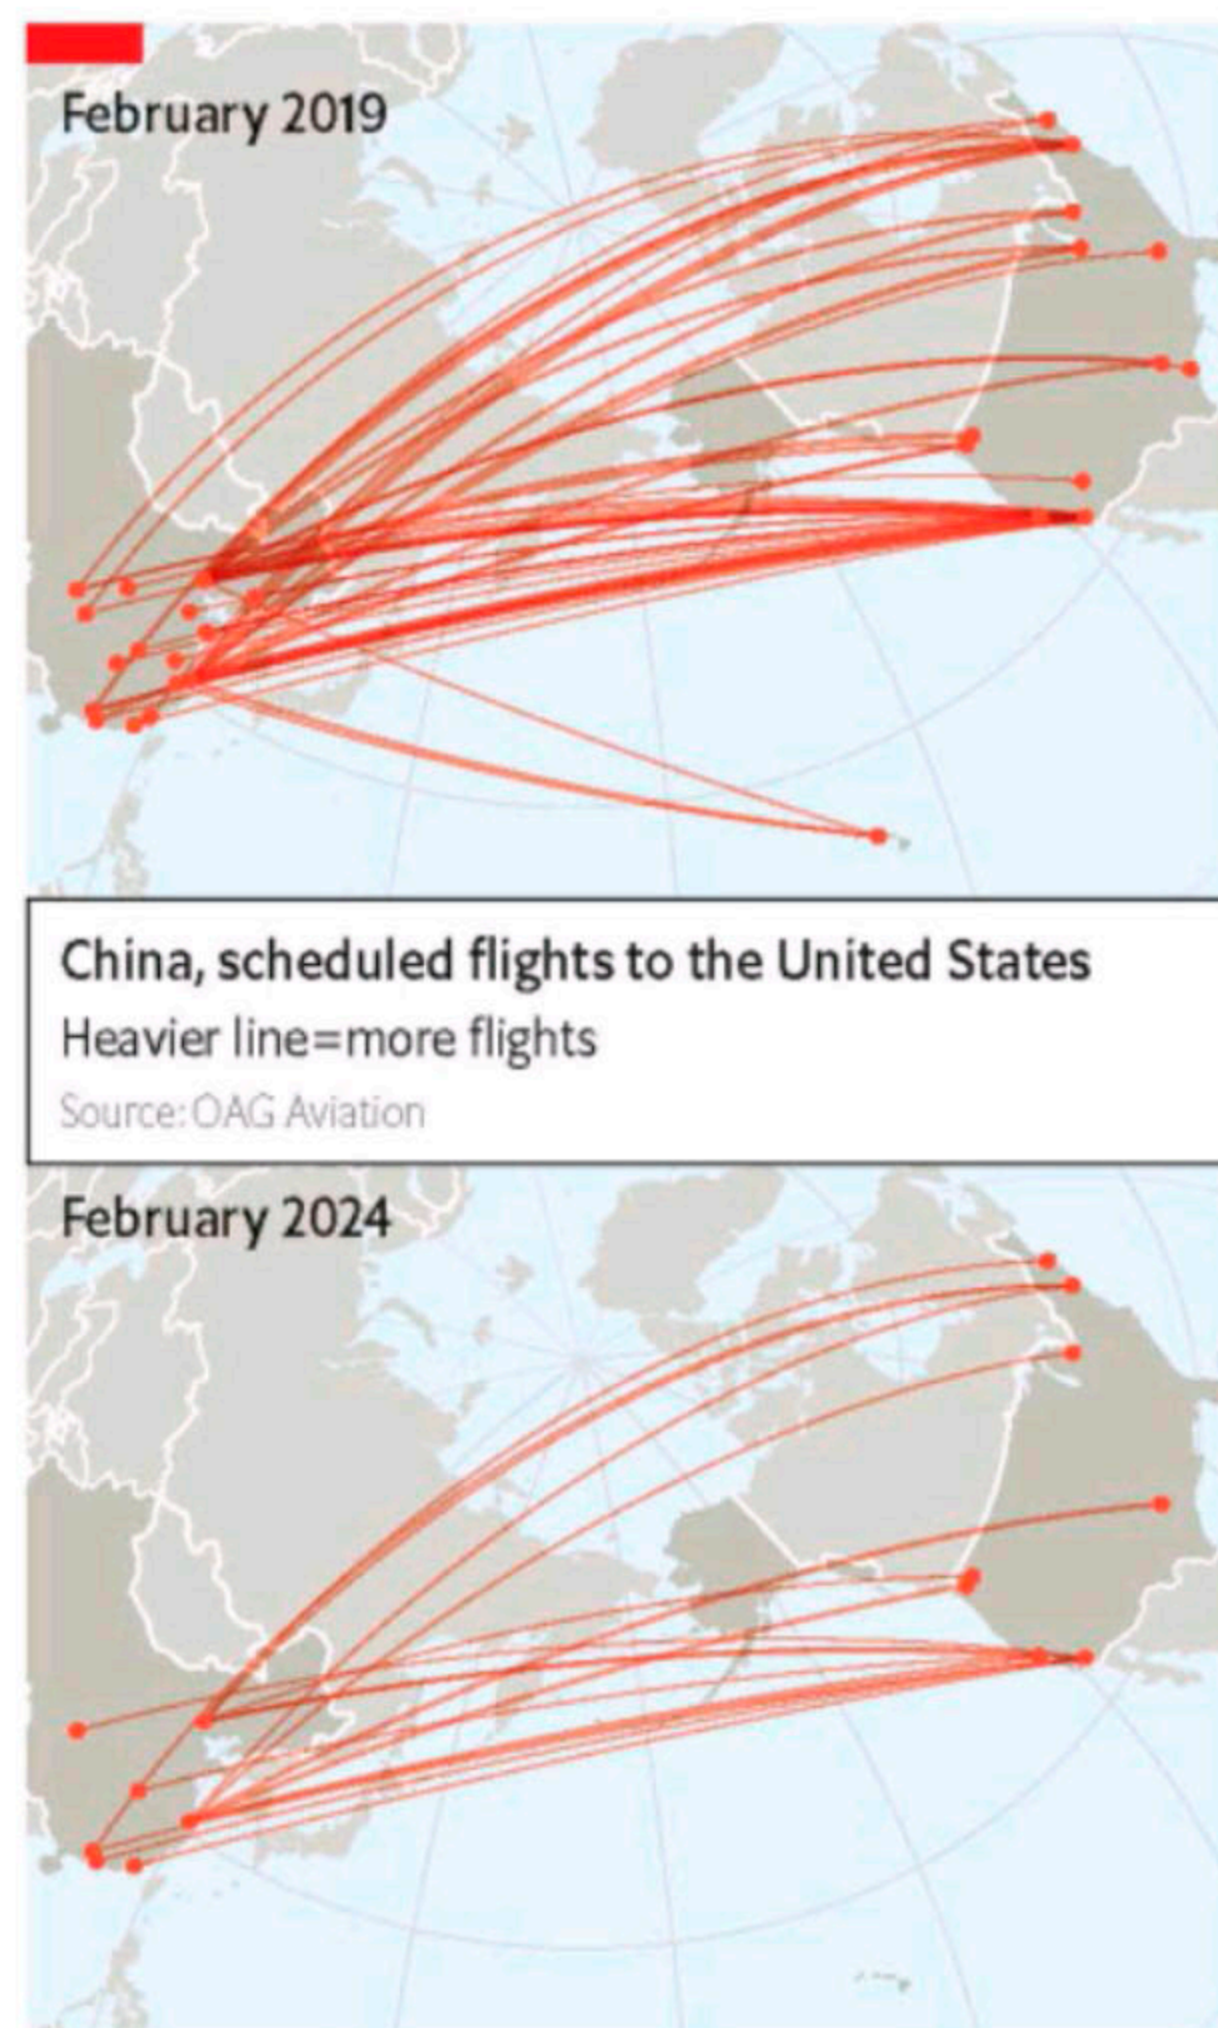 February 2019
China, scheduled flights to the United States
Heavier line=more flights
Source: OAG Aviation
February 2024